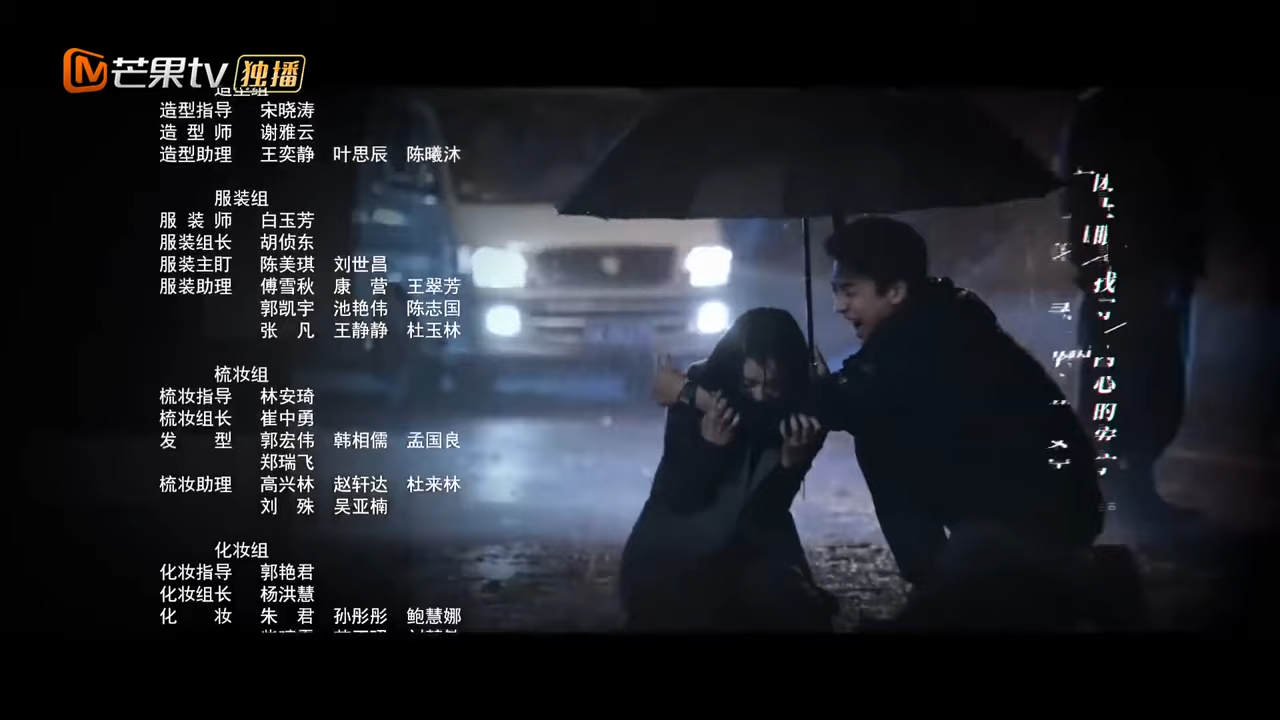 芒果tv 独播
造型组
造型指导 宋晓涛
造型师 谢雅云
造型助理 王奕静 叶思辰 陈曦沐
服装组
服装师 白玉芳
服装组长 胡侦东
服装主盯 陈美琪 刘世昌
服装助理 傅雪秋 康营 王翠芳
郭凯宇 池艳伟 陈志国
张凡 王静静 杜玉林
梳妆组
梳妆指导 林安琦
梳妆组长 崔中勇
发型 郭宏伟 韩相儒 孟国良
郑瑞飞
梳妆助理 高兴林 赵轩达 杜来林
刘殊 吴亚楠
化妆组
化妆指导 郭艳君
化妆组长 杨洪慧
化妆 朱君 孙彤彤 鲍慧娜